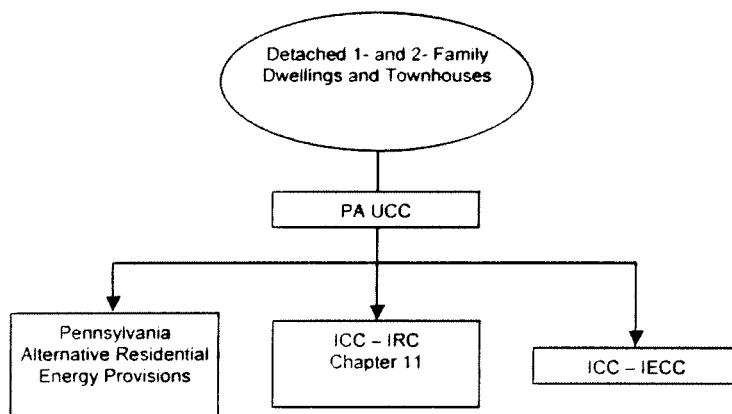 Detached 1- and 2- Family
Dwellings and Townhouses
PA UCC
Pennsylvania
Alternative Residential
Energy Provisions
ICC – IRC
Chapter 11
ICC – IECC